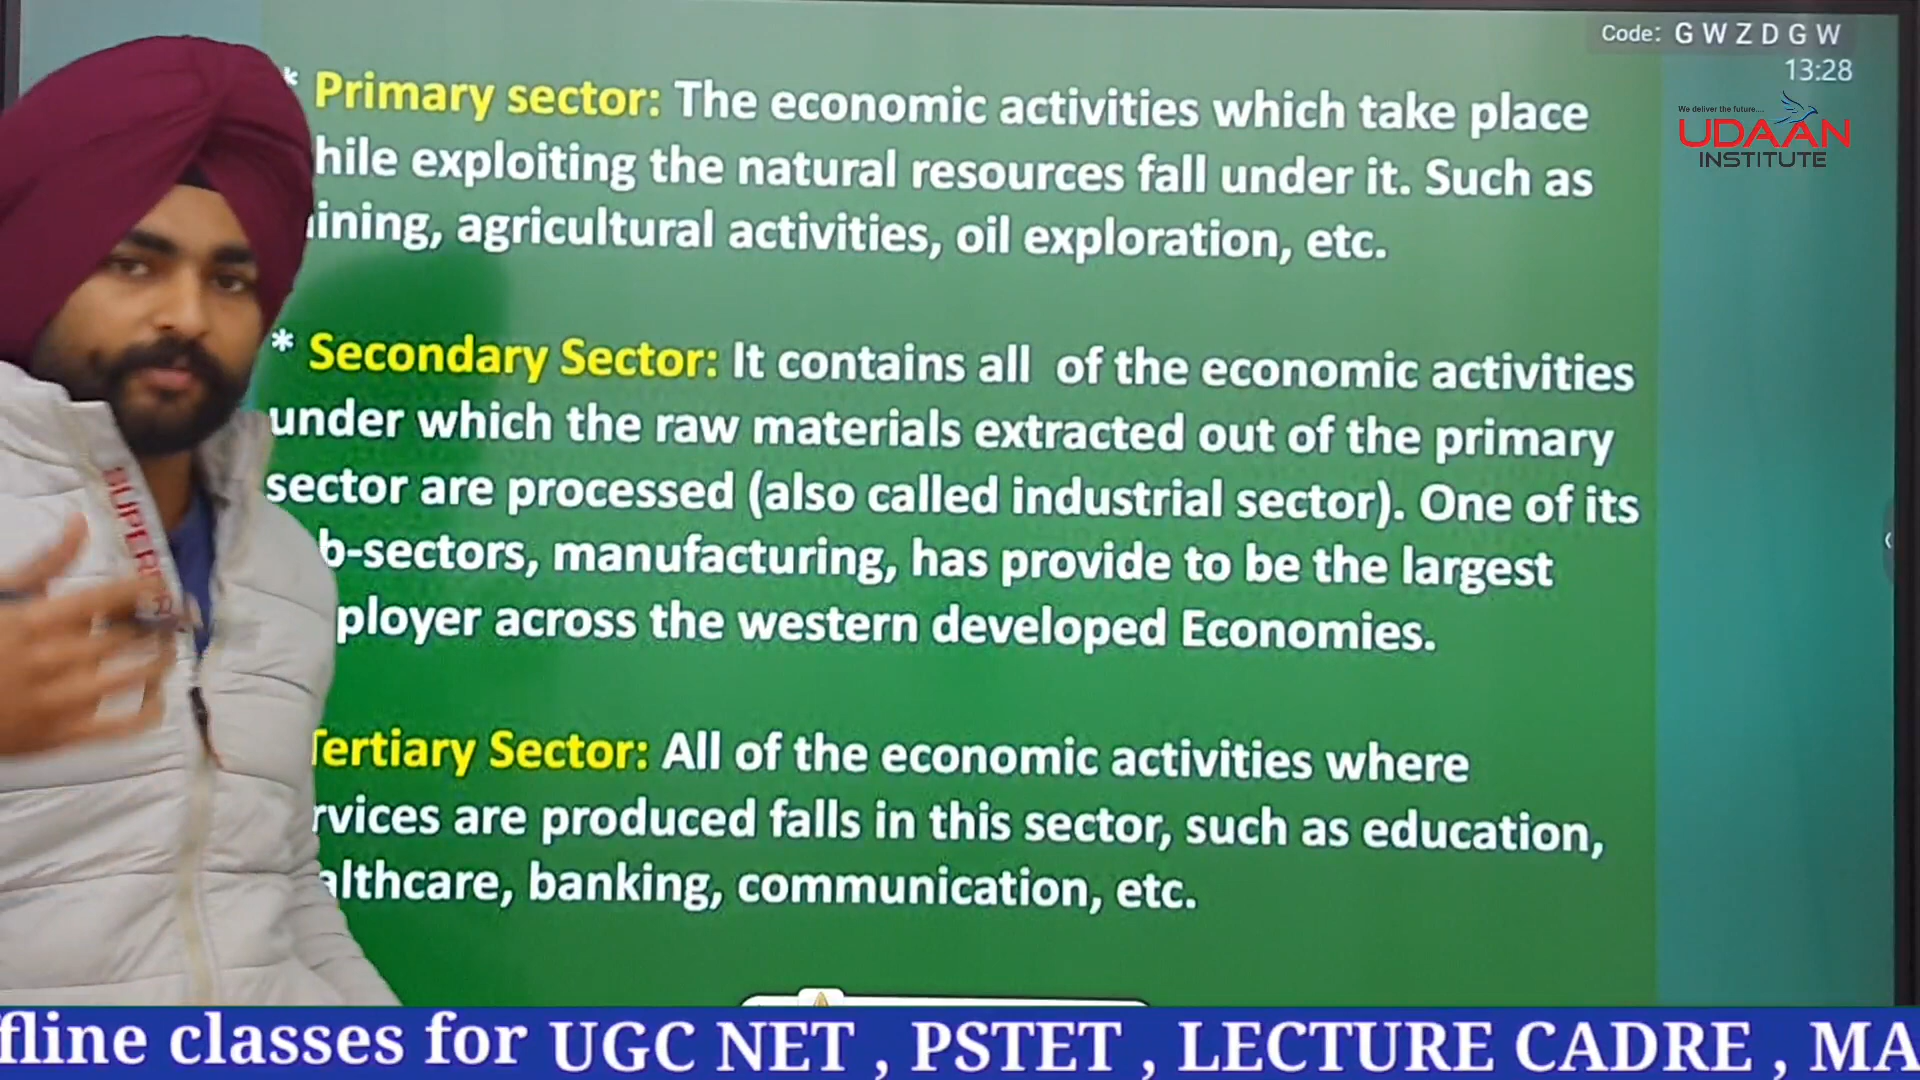 Code: GWZDGW
13:28
We deliver the future....
UDAAN
INSTITUTE
* Primary sector: The economic activities which take place
hile exploiting the natural resources fall under it. Such as
ining, agricultural activities, oil exploration, etc.
* Secondary Sector: It contains all of the economic activities
under which the raw materials extracted out of the primary
sector are processed (also called industrial sector). One of its
b-sectors, manufacturing, has provide to be the largest
ployer across the western developed Economies.
Tertiary Sector: All of the economic activities where
rvices are produced falls in this sector, such as education,
althcare, banking, communication, etc.
SUPER
ffline classes for UGC NET , PSTET , LECTURE CADRE , MA